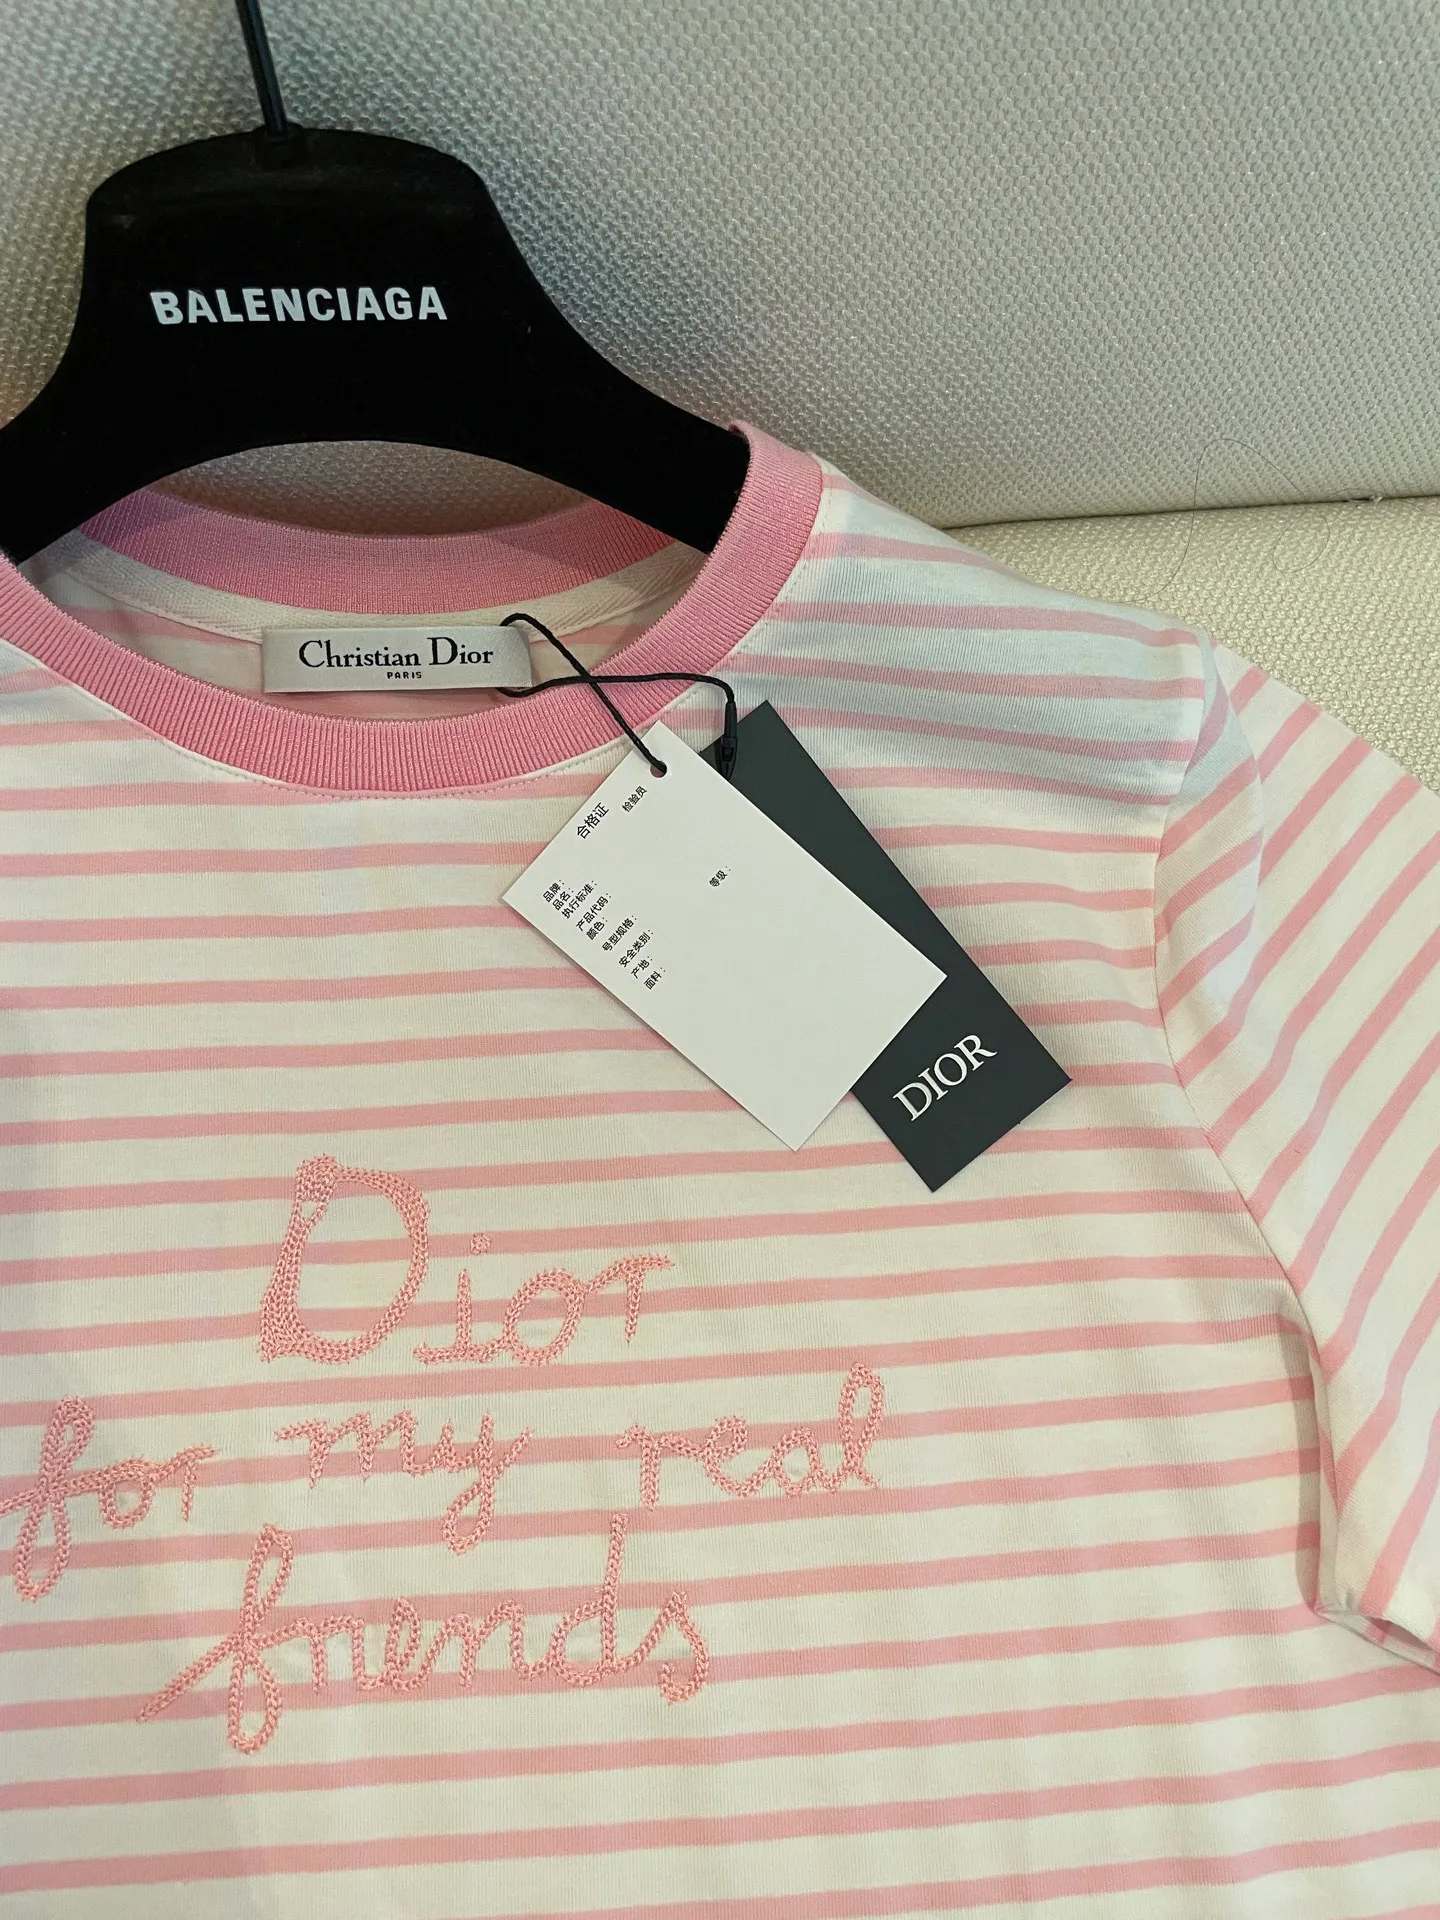 BALENCIAGA
Christian Dior
PARIS
合格证
检验员
品牌：
品名：
等级：
执行标准：
产品代码：
颜色：
号型规格：
安全类别：
产地：
面料：
DIOR
Dior
for my real
friends